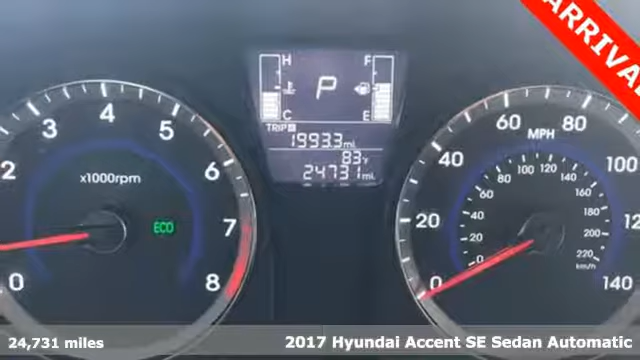 ARRIVAL
H F
P
C E
TRIP A
1993.3 mi.
83°F
24731 mi.
0 2 3 4 5 6 7 8
x1000rpm
ECO
0 20 40 60 80 100 12 140
MPH
0 20 40 60 80 100 120 140 160 180 200 220
km/h
24,731 miles
2017 Hyundai Accent SE Sedan Automatic